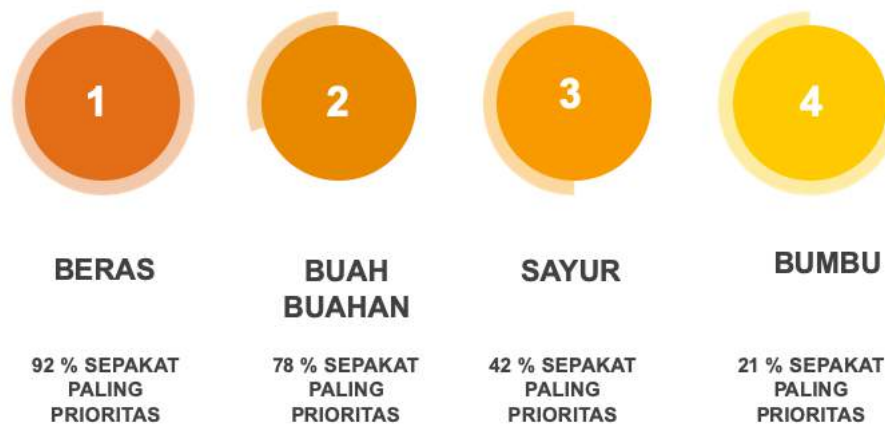 1
2
3
4
BERAS
BUAH
BUAHAN
SAYUR
BUMBU
92 % SEPAKAT
PALING
PRIORITAS
78 % SEPAKAT
PALING
PRIORITAS
42 % SEPAKAT
PALING
PRIORITAS
21 % SEPAKAT
PALING
PRIORITAS